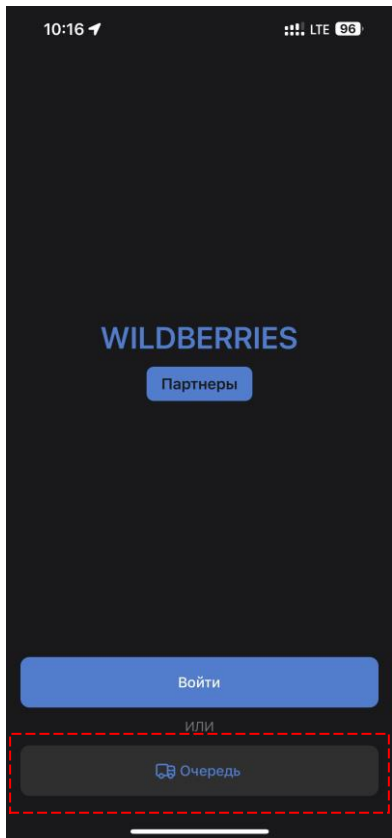 10:16 LTE 96
WILDBERRIES
Партнеры
Войти
или
Очередь